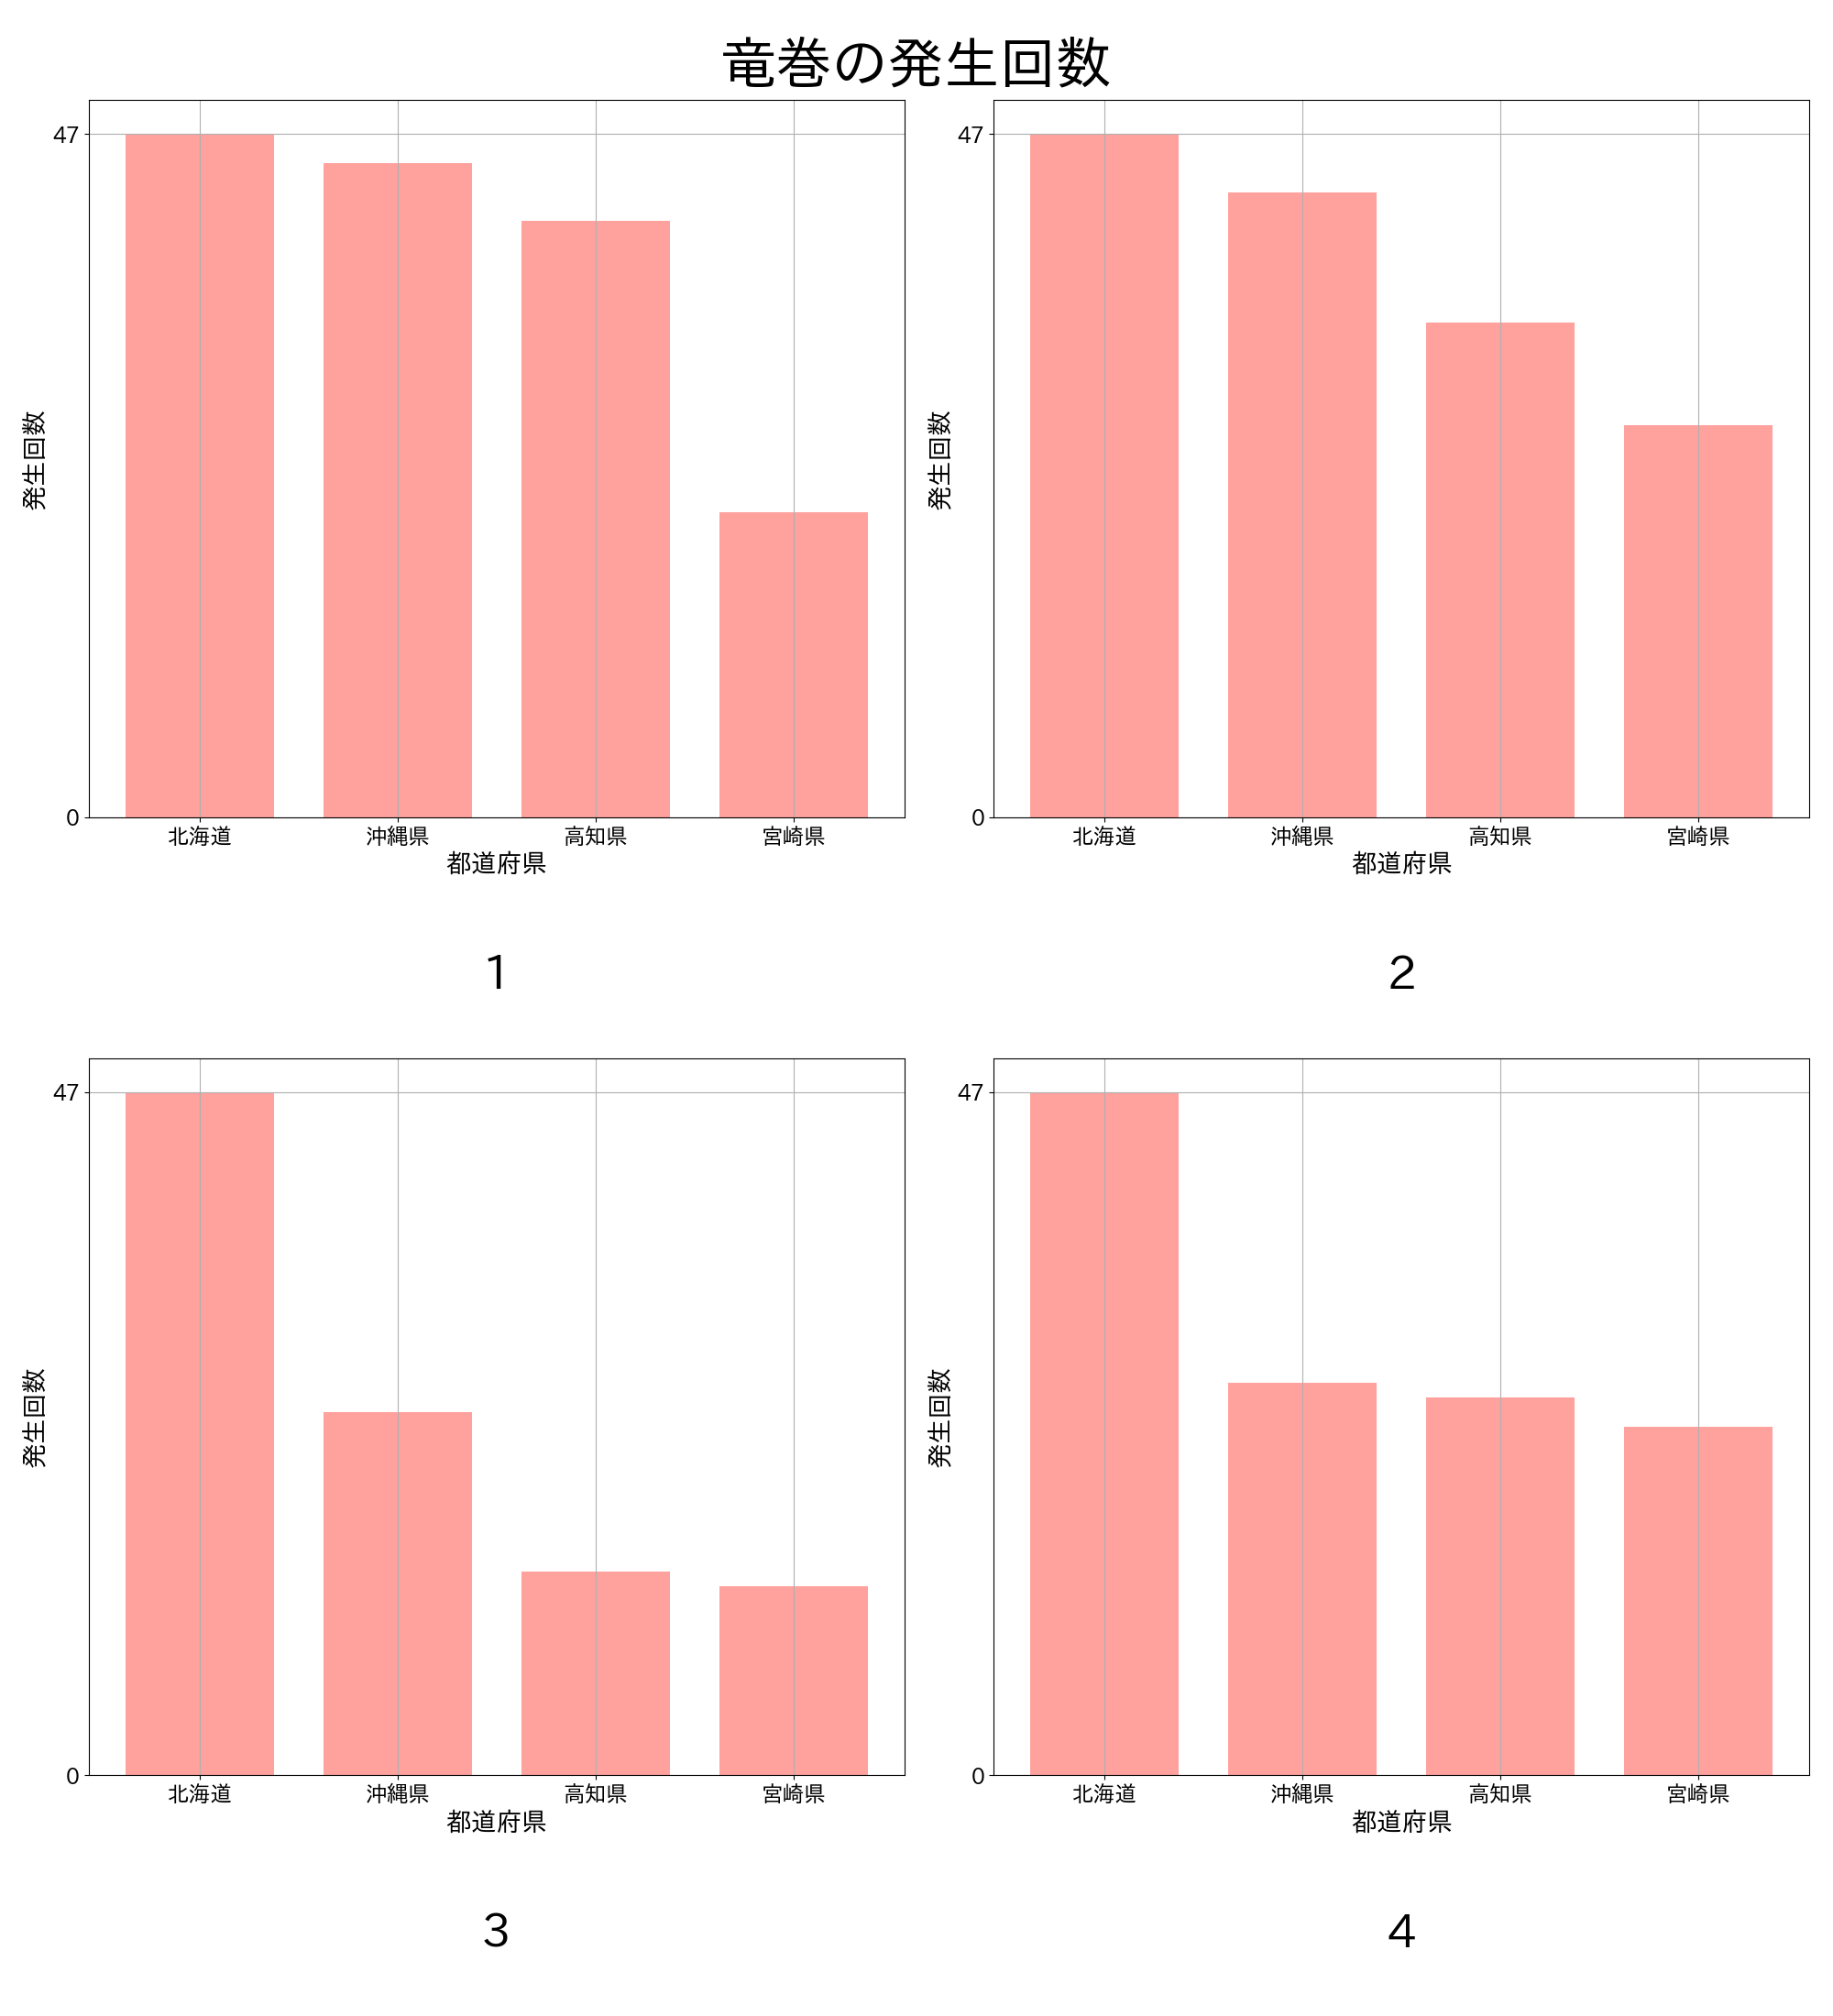 竜巻の発生回数
47
0
発生回数
北海道 沖縄県 高知県 宮崎県
都道府県
1
47
0
発生回数
北海道 沖縄県 高知県 宮崎県
都道府県
2
47
0
発生回数
北海道 沖縄県 高知県 宮崎県
都道府県
3
47
0
発生回数
北海道 沖縄県 高知県 宮崎県
都道府県
4